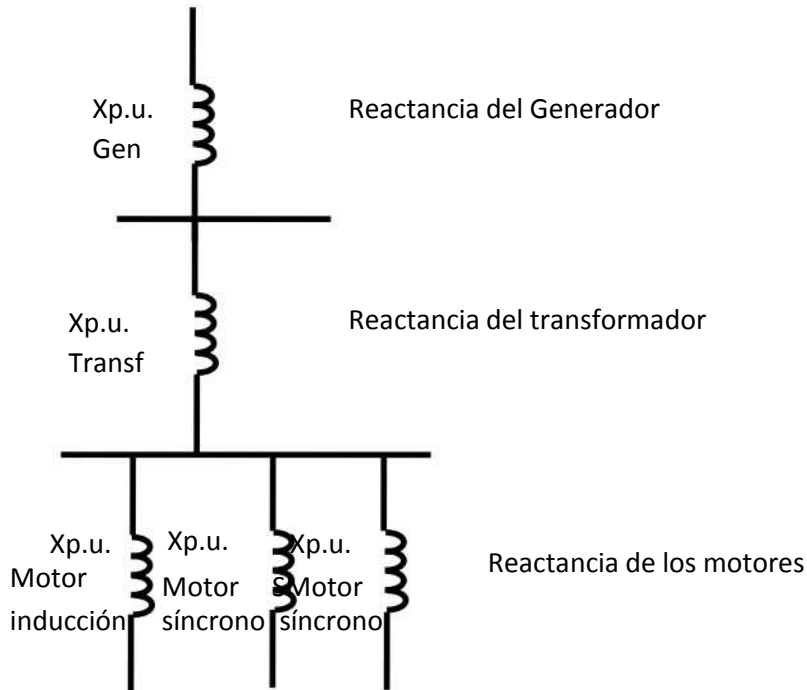 Xp.u.
Gen
Reactancia del Generador
Xp.u.
Transf
Reactancia del transformador
Xp.u.
Motor
inducción
Xp.u.
Motor
síncrono
Xp.u.
SMotor
síncrono
Reactancia de los motores